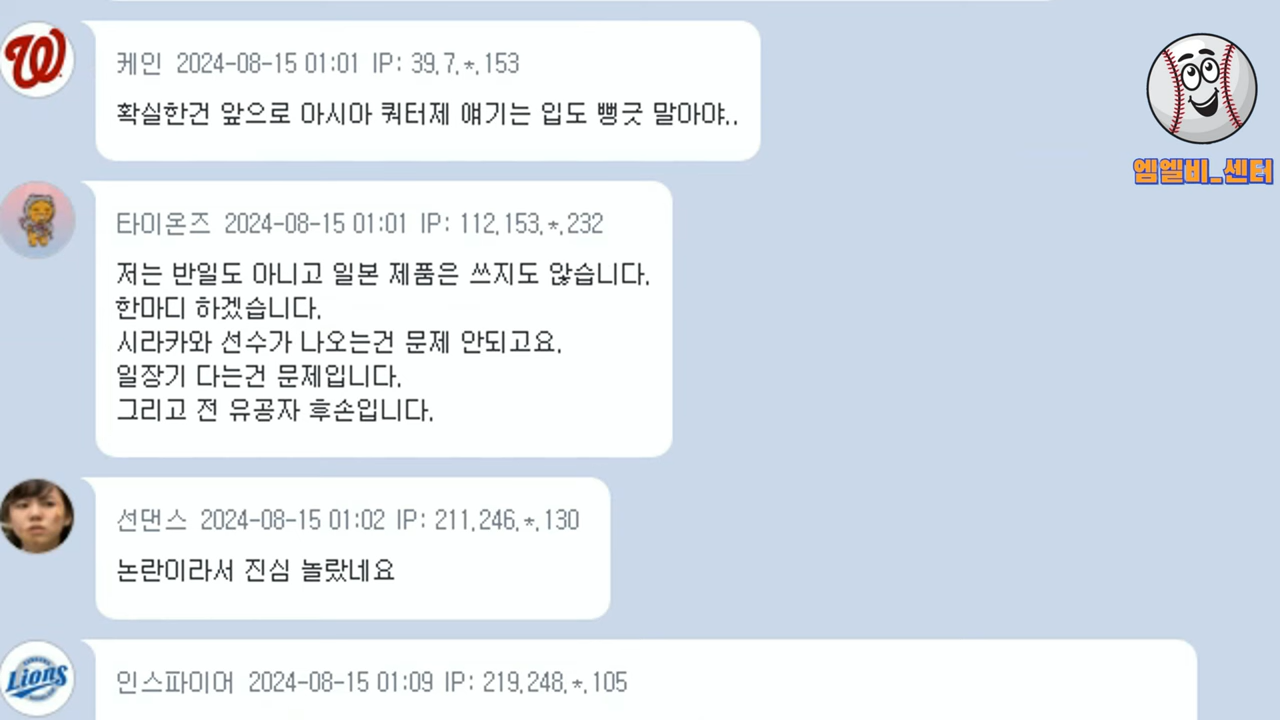 W
케인 2024-08-15 01:01 IP: 39.7.*.153
확실한건 앞으로 아시아 쿼터제 얘기는 입도 뻥긋 말아야..
엠엘비_센터
타이온즈 2024-08-15 01:01 IP: 112.153.*.232
저는 반일도 아니고 일본 제품은 쓰지도 않습니다.
한마디 하겠습니다.
시라카와 선수가 나오는건 문제 안되고요.
일장기 다는건 문제입니다.
그리고 전 유공자 후손입니다.
선댄스 2024-08-15 01:02 IP: 211.246.*.130
논란이라서 진심 놀랐네요
Lions
인스파이어 2024-08-15 01:09 IP: 219.248.*.105